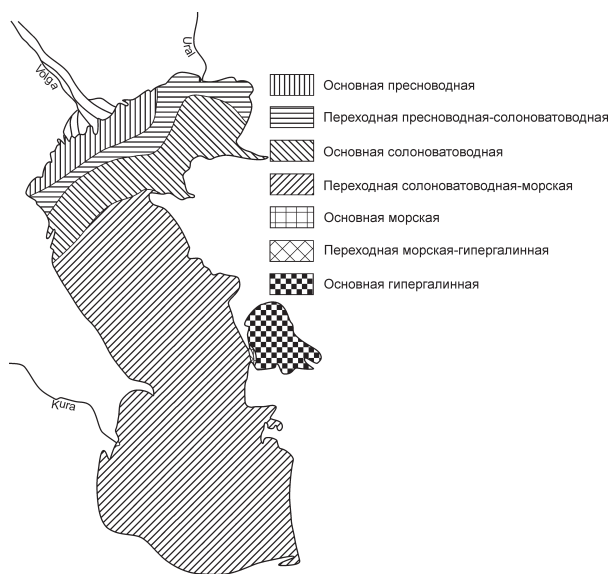 Ural
Volga
Основная пресноводная
Переходная пресноводная-солоноватоводная
Основная солоноватоводная
Переходная солоноватоводная-морская
Основная морская
Переходная морская-гипергалинная
Основная гипергалинная
Kura